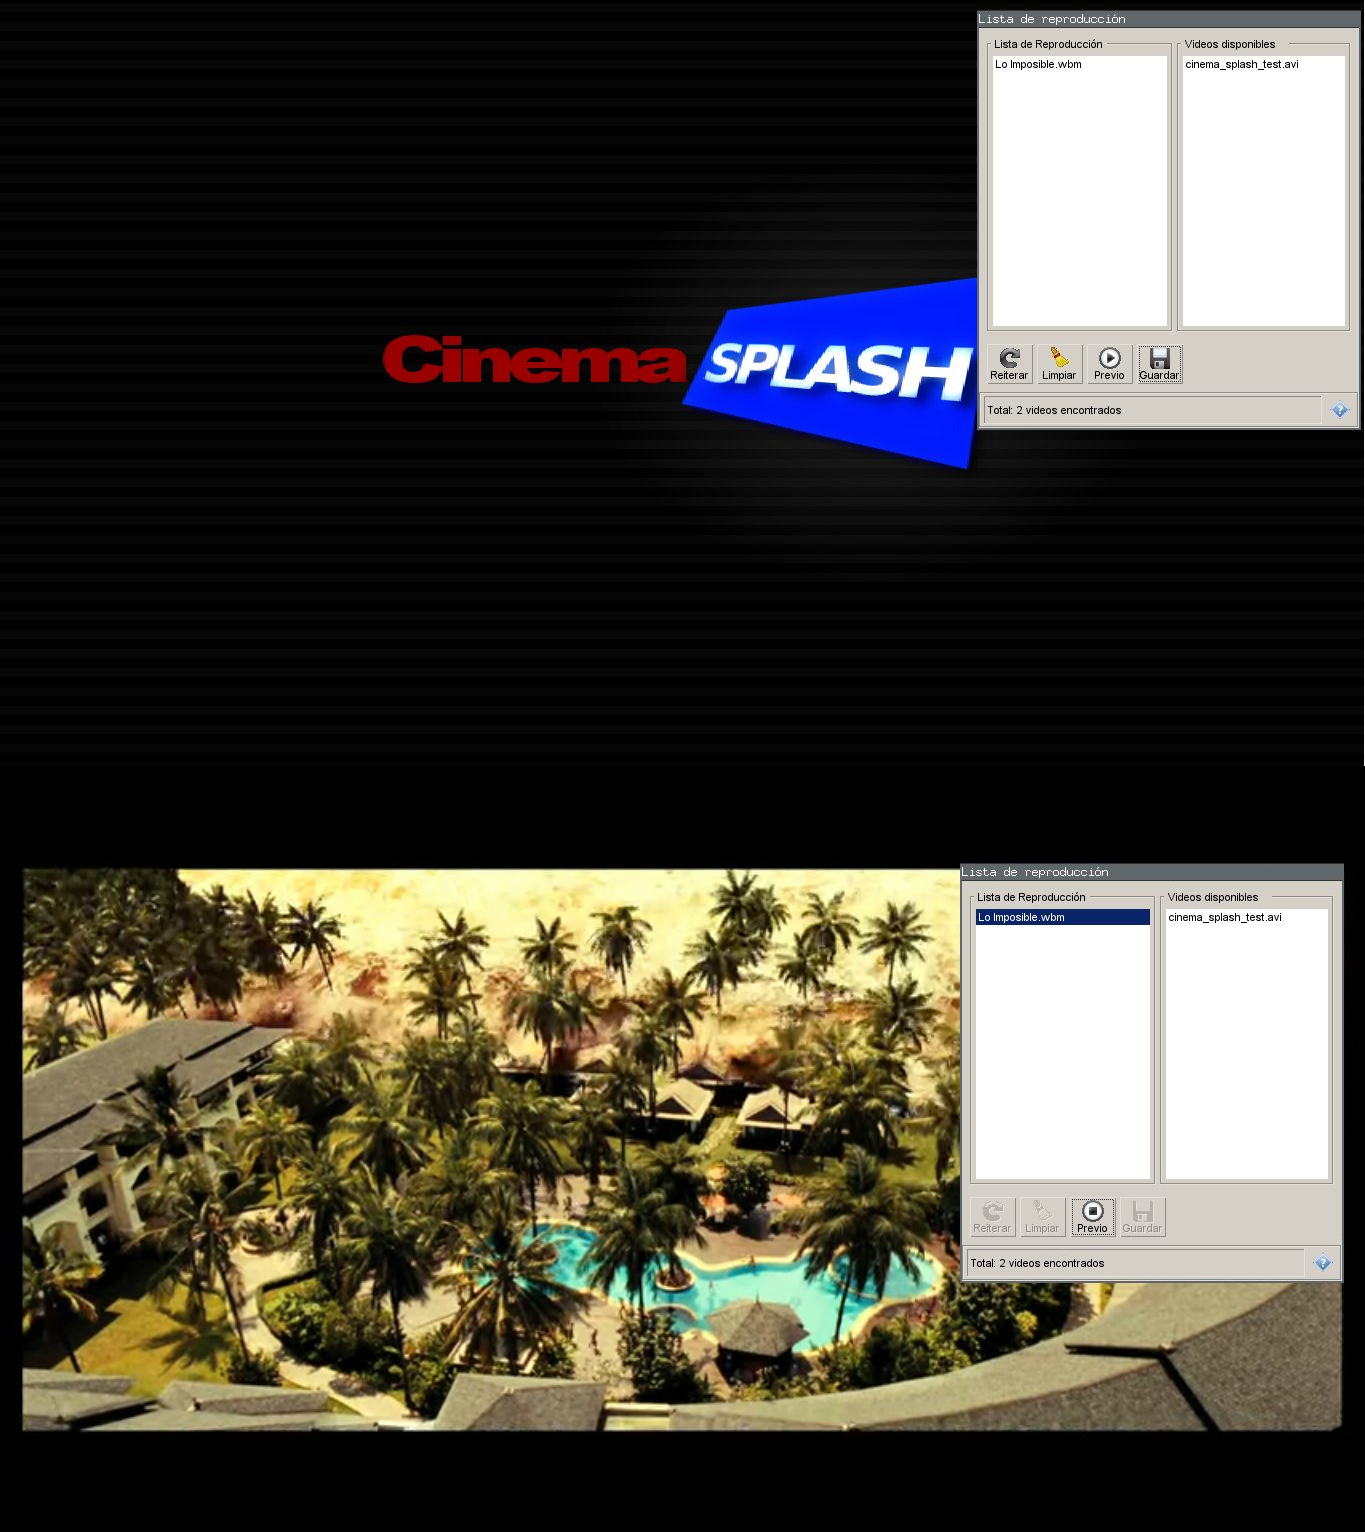 Lista de reproducción
Lista de Reproducción
Videos disponibles
Lo Imposible.wbm
cinema_splash_test.avi
Cinema SPLASH
Reiterar
Limpiar
Previo
Guardar
Total: 2 videos encontrados
Lista de reproducción
Lista de Reproducción
Videos disponibles
Lo Imposible.wbm
cinema_splash_test.avi
Reiterar
Limpiar
Previo
Guardar
Total: 2 videos encontrados